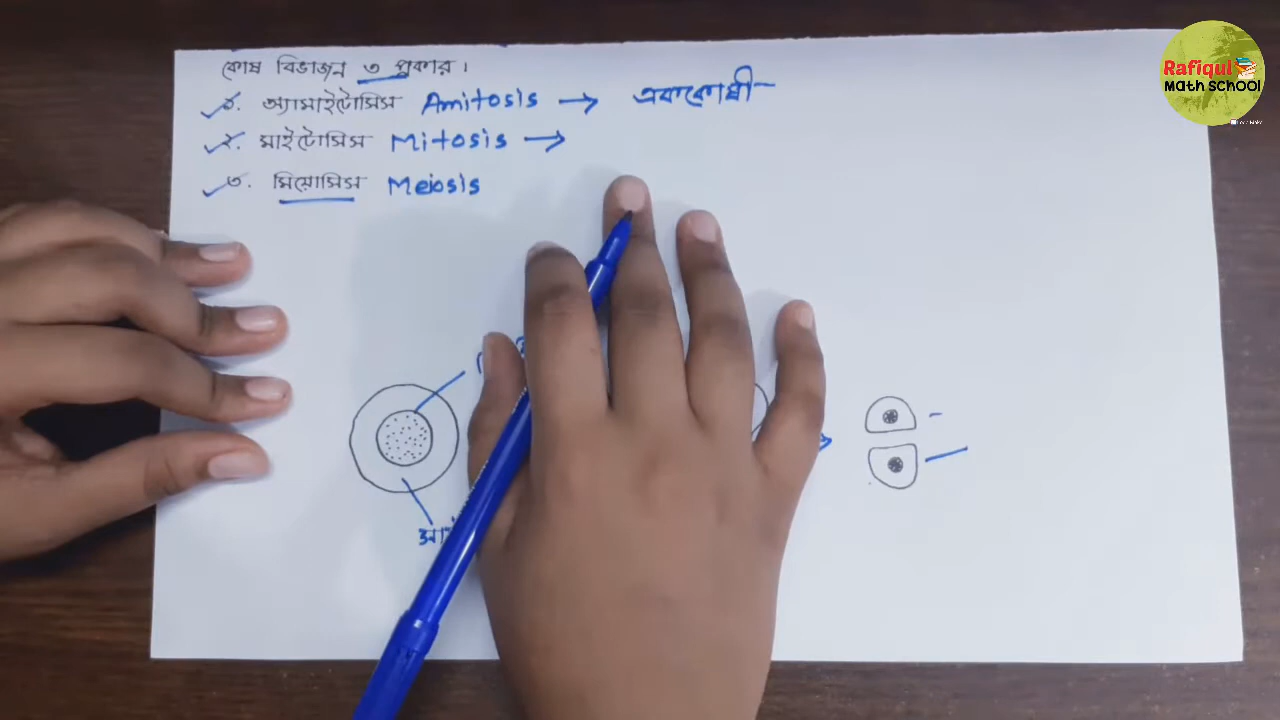 কোষ বিভাজন ৩ প্রকার।
১. অ্যামাইটোসিস Amitosis → এককোষী
২. মাইটোসিস Mitosis →
৩. মিয়োসিস Meiosis
Rafiqul
Math School